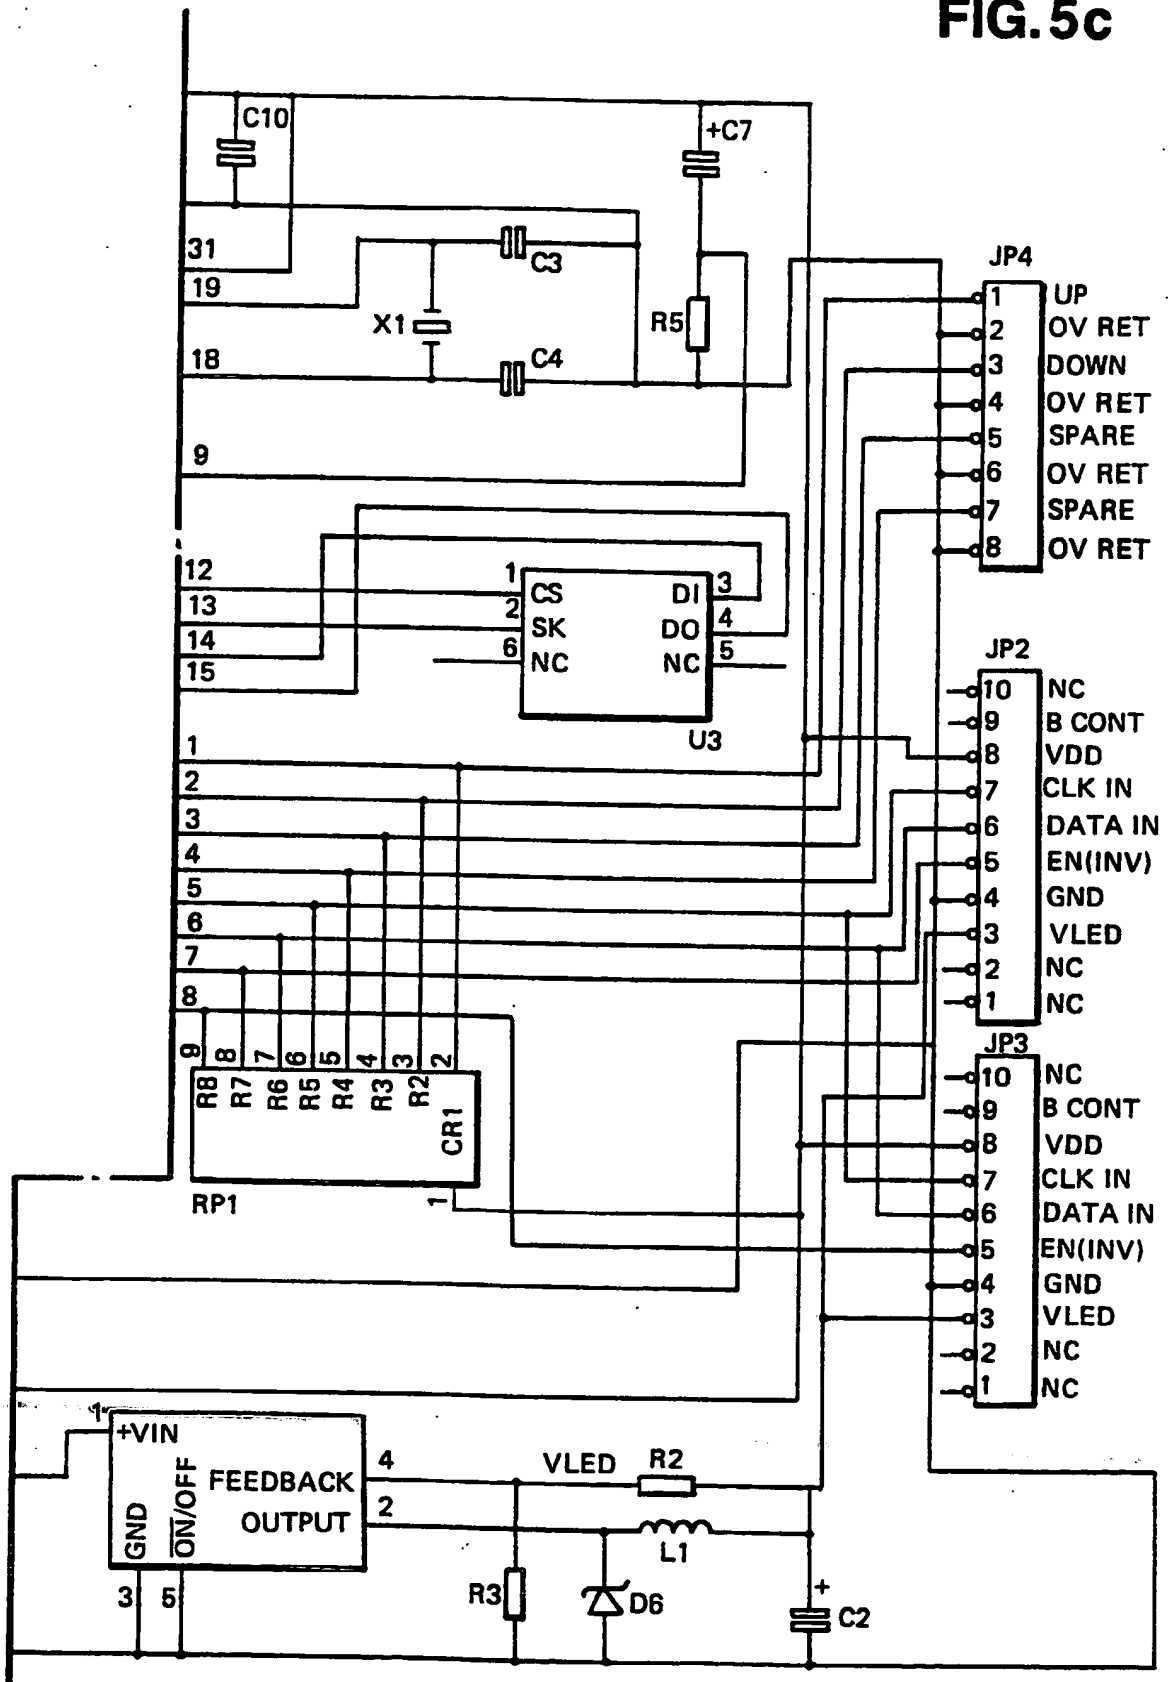 FIG. 5c
C10
+C7
31
19
C3
X1
R5
18
C4
9
JP4
1 UP
2 OV RET
3 DOWN
4 OV RET
5 SPARE
6 OV RET
7 SPARE
8 OV RET
12
13
14
15
1 CS DI 3
2 SK DO 4
6 NC NC 5
U3
JP2
10 NC
9 B CONT
8 VDD
7 CLK IN
6 DATA IN
5 EN(INV)
4 GND
3 VLED
2 NC
1 NC
1
2
3
4
5
6
7
8
9 8 7 6 5 4 3 2
R8 R7 R6 R5 R4 R3 R2 CR1
RP1
1
JP3
10 NC
9 B CONT
8 VDD
7 CLK IN
6 DATA IN
5 EN(INV)
4 GND
3 VLED
2 NC
1 NC
1
+VIN
FEEDBACK 4
OUTPUT 2
GND
ON/OFF
3 5
VLED R2
L1
R3
D6
+
C2